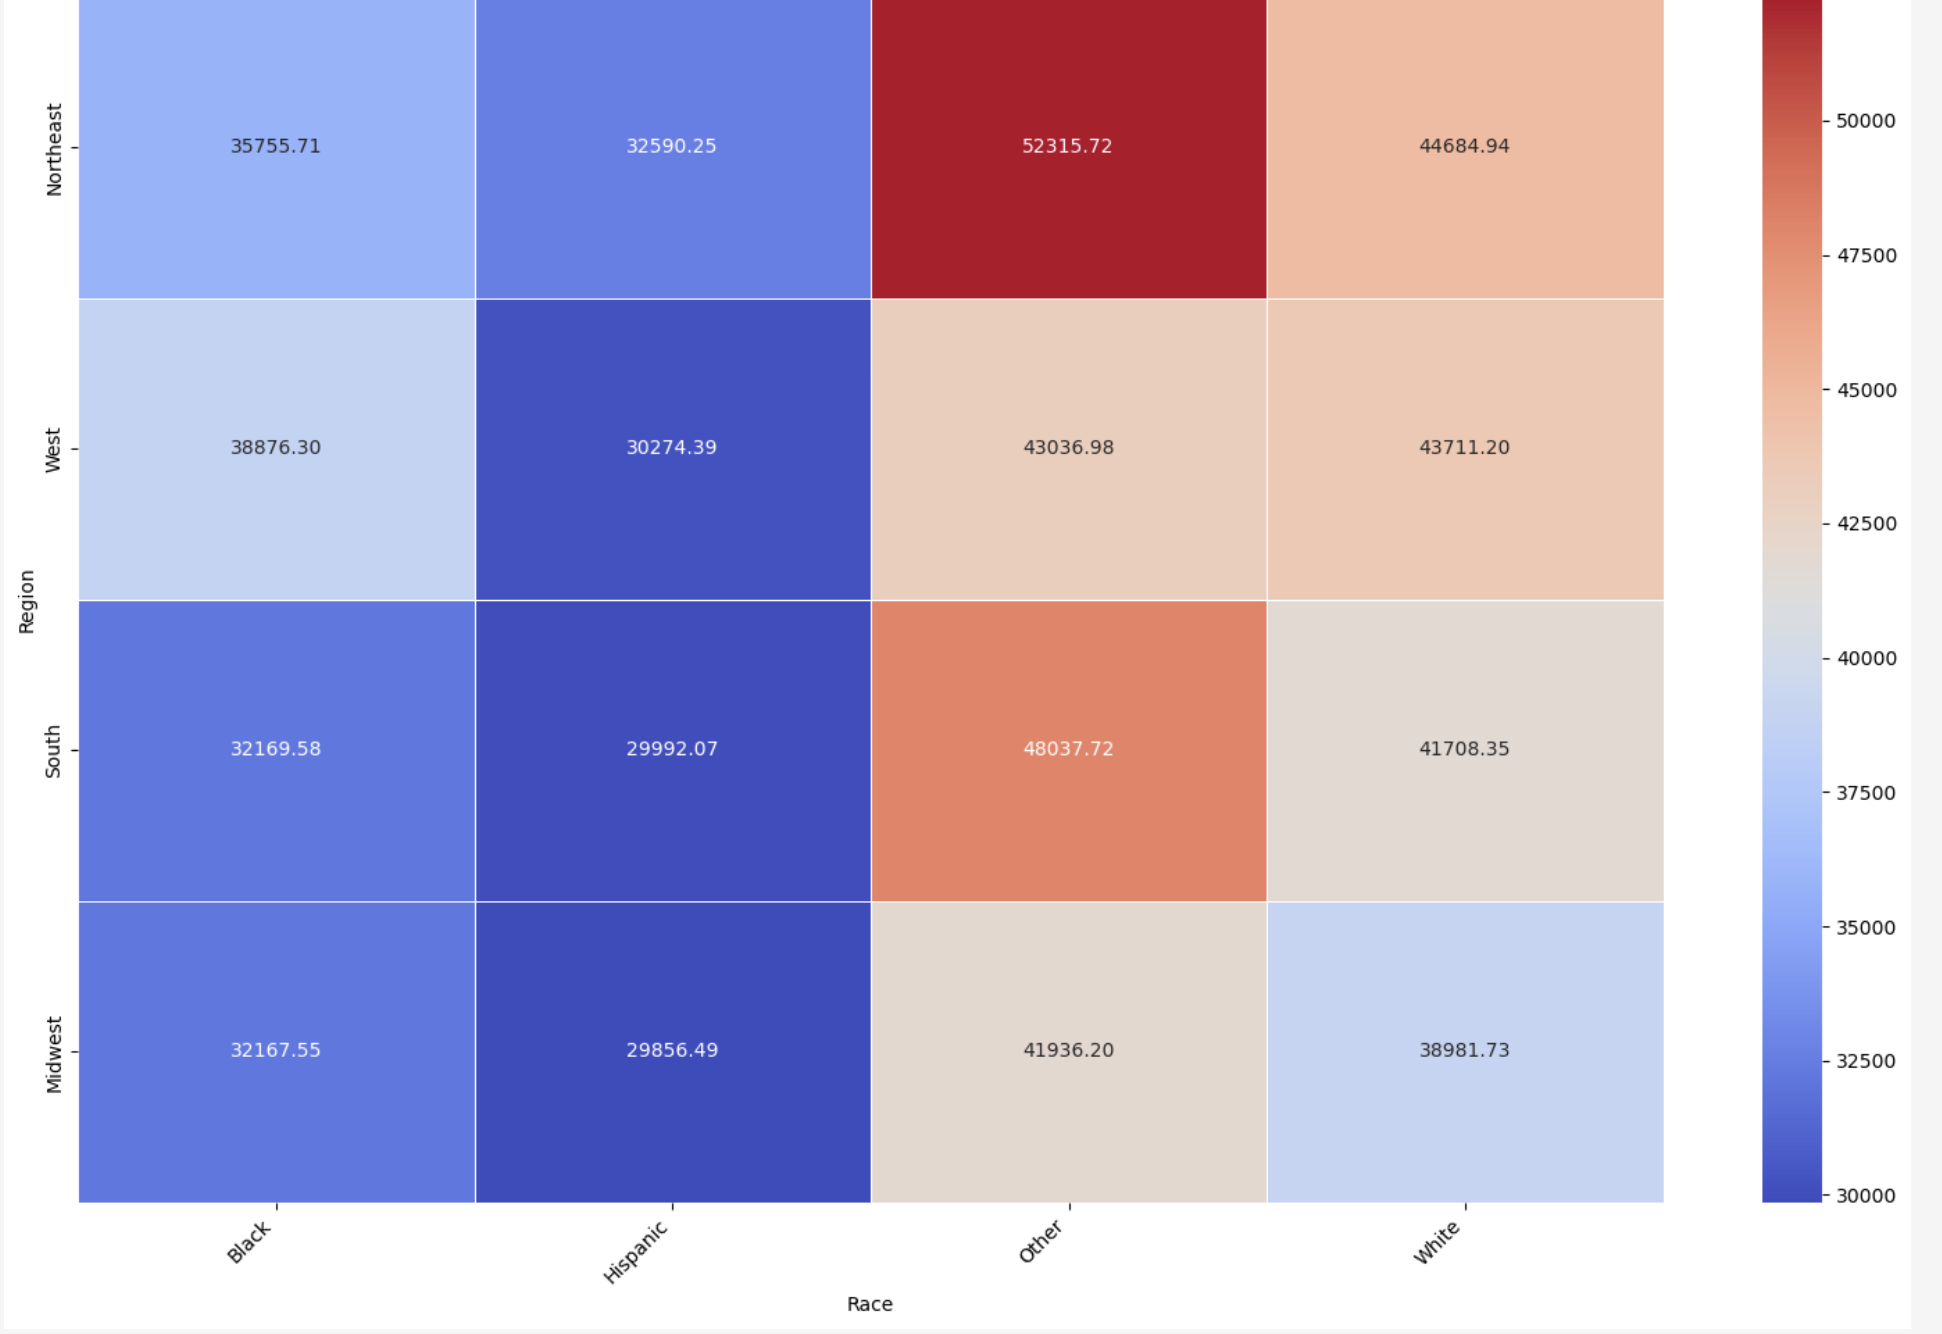 Region
Northeast
35755.71 32590.25 52315.72 44684.94
West
38876.30 30274.39 43036.98 43711.20
South
32169.58 29992.07 48037.72 41708.35
Midwest
32167.55 29856.49 41936.20 38981.73
Black Hispanic Other White
Race
50000
47500
45000
42500
40000
37500
35000
32500
30000